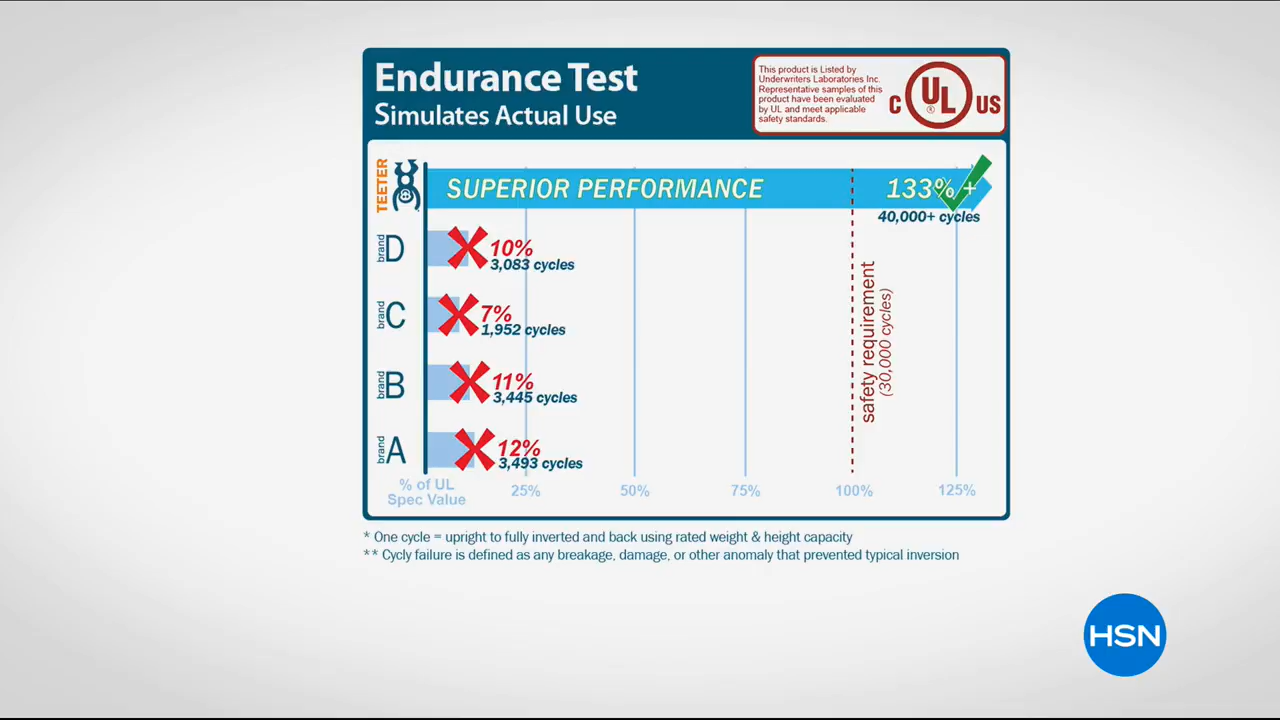 Endurance Test
Simulates Actual Use
This product is Listed by
Underwriters Laboratories Inc.
Representative samples of this
product have been evaluated
by UL and meet applicable
safety standards.
C UL US
®
TEETER
SUPERIOR PERFORMANCE
133% +
40,000+ cycles
brand D
10%
3,083 cycles
brand C
7%
1,952 cycles
brand B
11%
3,445 cycles
brand A
12%
3,493 cycles
safety requirement
(30,000 cycles)
% of UL
Spec Value
25% 50% 75% 100% 125%
* One cycle = upright to fully inverted and back using rated weight & height capacity
** Cycly failure is defined as any breakage, damage, or other anomaly that prevented typical inversion
HSN